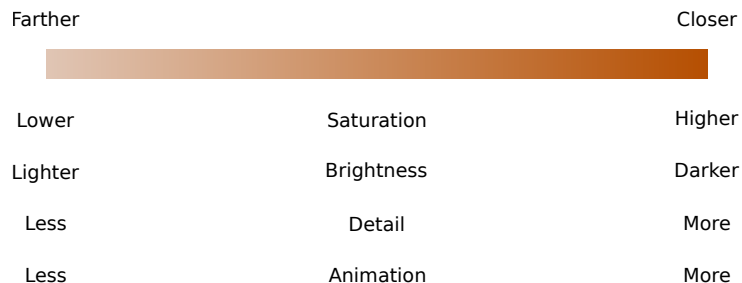 Farther Closer
Lower Saturation Higher
Lighter Brightness Darker
Less Detail More
Less Animation More